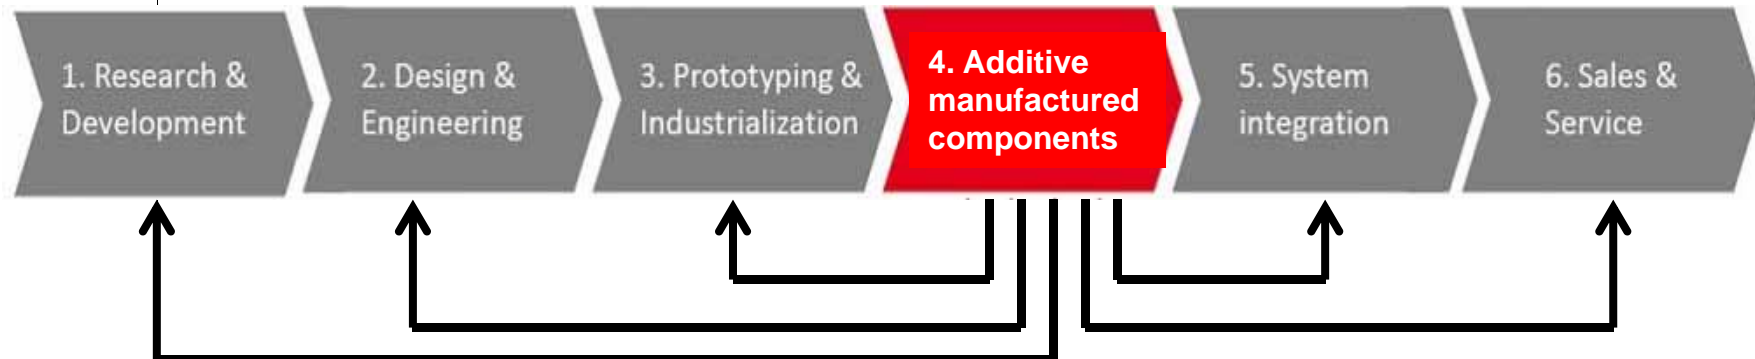 1. Research &
Development
2. Design &
Engineering
3. Prototyping &
Industrialization
4. Additive
manufactured
components
5. System
integration
6. Sales &
Service